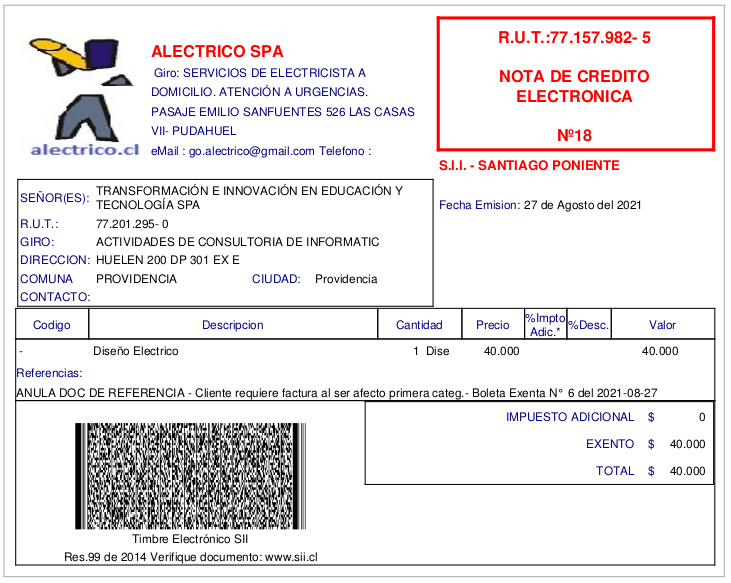 ALECTRICO SPA
Giro: SERVICIOS DE ELECTRICISTA A
DOMICILIO. ATENCIÓN A URGENCIAS.
PASAJE EMILIO SANFUENTES 526 LAS CASAS
VII- PUDAHUEL
eMail : go.alectrico@gmail.com Telefono :
alectrico.cl
R.U.T.:77.157.982- 5
NOTA DE CREDITO
ELECTRONICA
Nº18
S.I.I. - SANTIAGO PONIENTE
Fecha Emision: 27 de Agosto del 2021
SEÑOR(ES): TRANSFORMACIÓN E INNOVACIÓN EN EDUCACIÓN Y
TECNOLOGÍA SPA
R.U.T.: 77.201.295- 0
GIRO: ACTIVIDADES DE CONSULTORIA DE INFORMATIC
DIRECCION: HUELEN 200 DP 301 EX E
COMUNA PROVIDENCIA CIUDAD: Providencia
CONTACTO:
Codigo Descripcion Cantidad Precio %Impto Adic.* %Desc. Valor
- Diseño Electrico 1 Dise 40.000 40.000
Referencias:
ANULA DOC DE REFERENCIA - Cliente requiere factura al ser afecto primera categ.- Boleta Exenta N° 6 del 2021-08-27
IMPUESTO ADICIONAL $ 0
EXENTO $ 40.000
TOTAL $ 40.000
Timbre Electrónico SII
Res.99 de 2014 Verifique documento: www.sii.cl